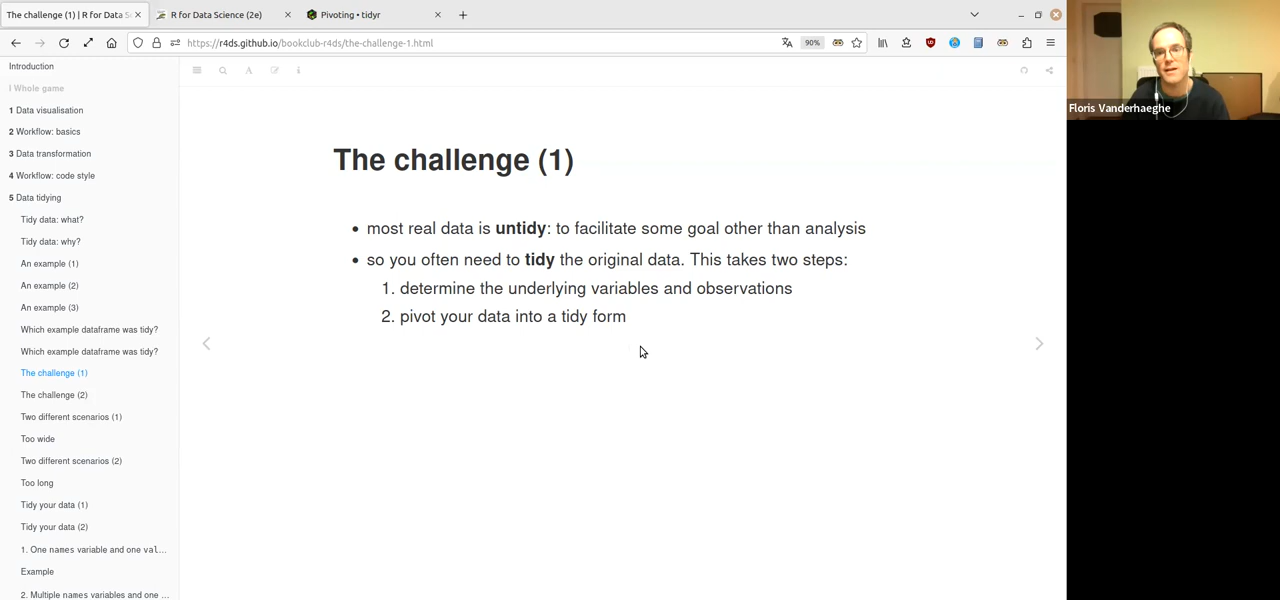 The challenge (1) | R for Data S
R for Data Science (2e)
Pivoting • tidyr
https://r4ds.github.io/bookclub-r4ds/the-challenge-1.html
90%
Introduction
I Whole game
1 Data visualisation
2 Workflow: basics
3 Data transformation
4 Workflow: code style
5 Data tidying
Tidy data: what?
Tidy data: why?
An example (1)
An example (2)
An example (3)
Which example dataframe was tidy?
Which example dataframe was tidy?
The challenge (1)
The challenge (2)
Two different scenarios (1)
Too wide
Two different scenarios (2)
Too long
Tidy your data (1)
Tidy your data (2)
1. One names variable and one val…
Example
2. Multiple names variables and one …
The challenge (1)
• most real data is untidy: to facilitate some goal other than analysis
• so you often need to tidy the original data. This takes two steps:
1. determine the underlying variables and observations
2. pivot your data into a tidy form
Floris Vanderhaeghe